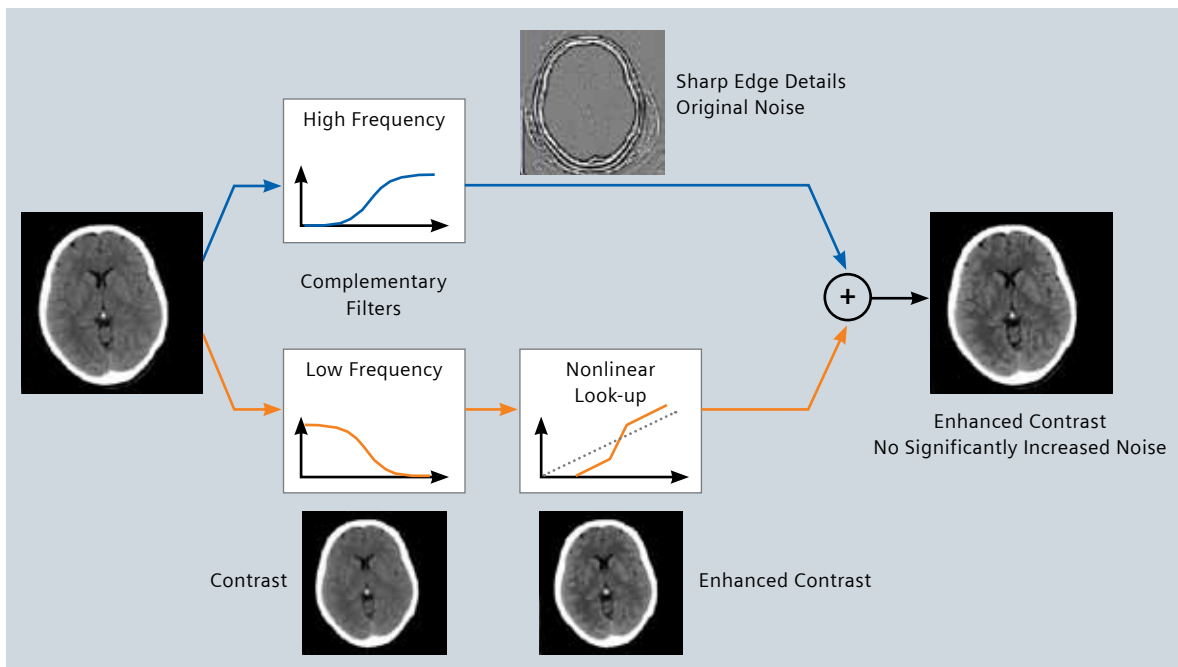 Sharp Edge Details
Original Noise
High Frequency
Complementary
Filters
+
Low Frequency
Nonlinear
Look-up
Enhanced Contrast
No Significantly Increased Noise
Contrast
Enhanced Contrast